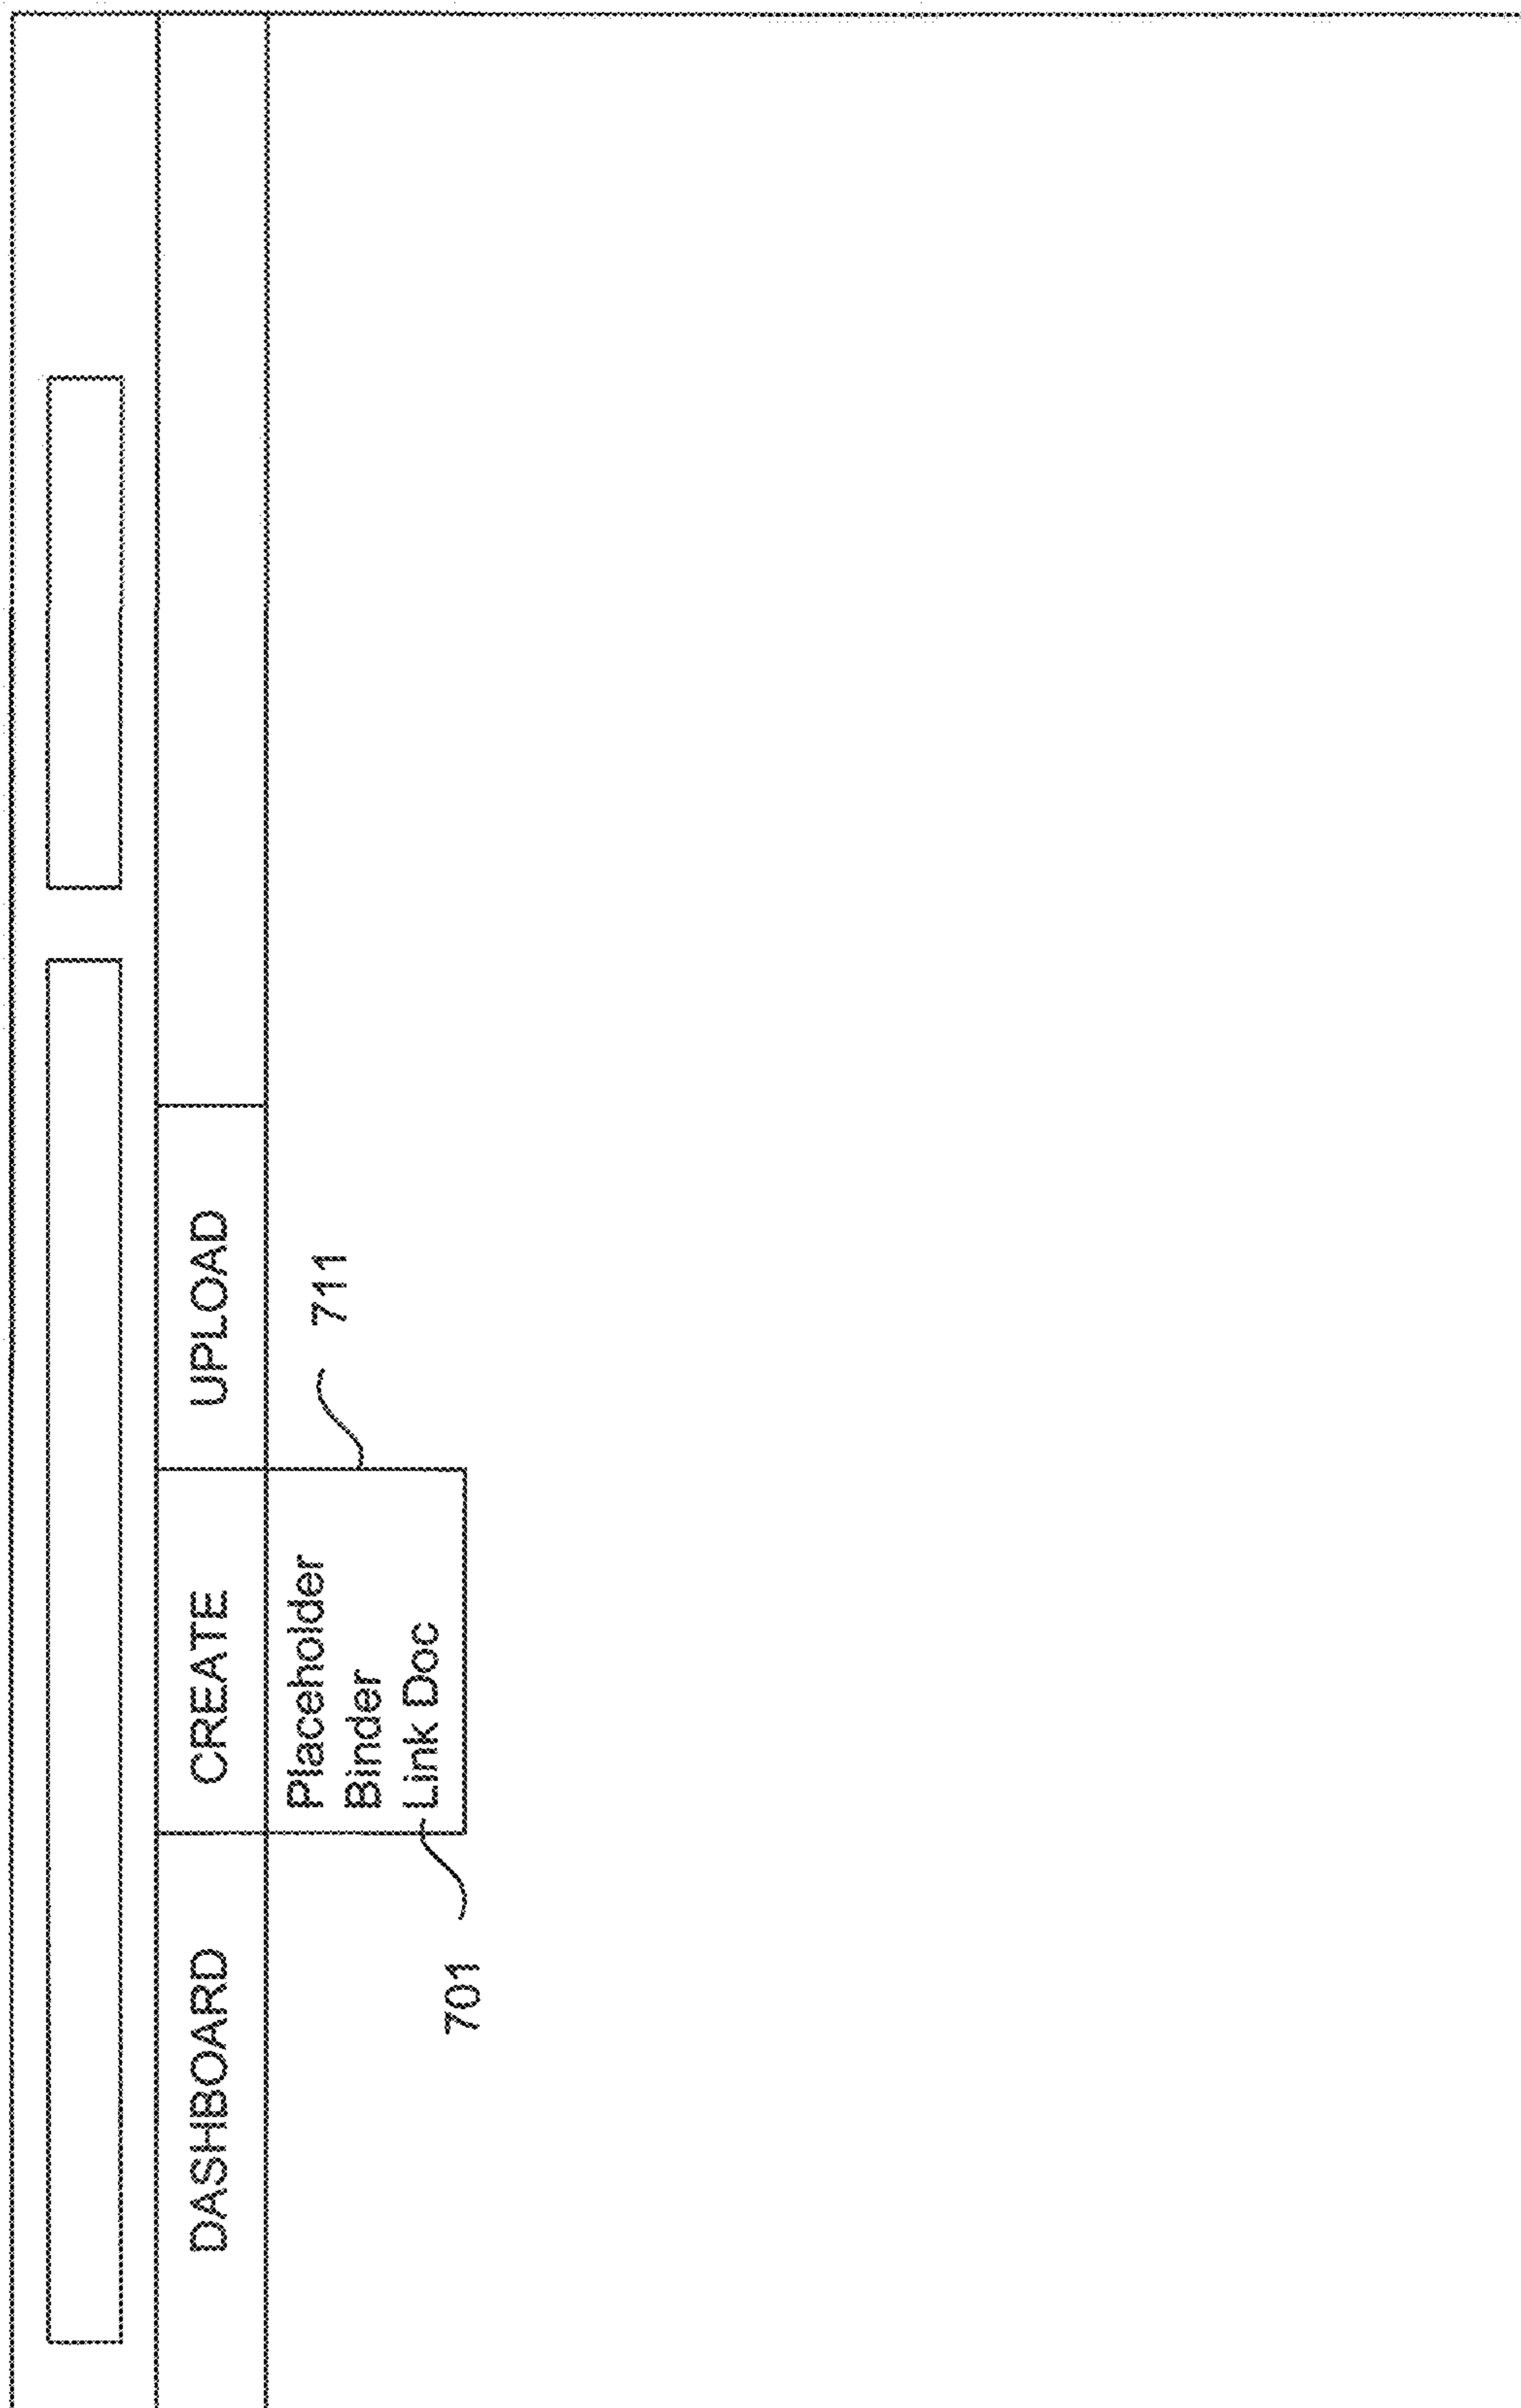 DASHBOARD
CREATE
UPLOAD
Placeholder
711
Binder
Link Doc
701